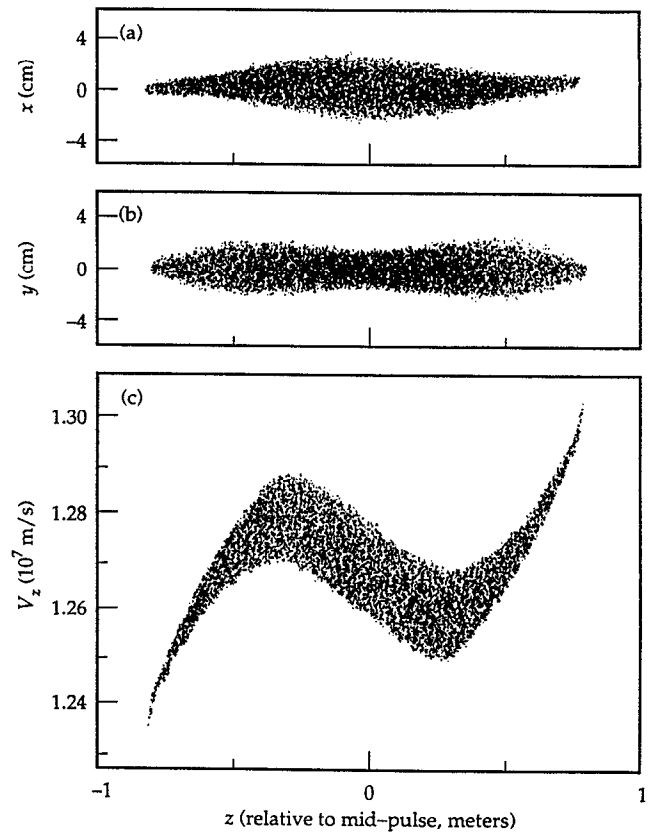 (a)
x (cm)
4
0
−4
(b)
y (cm)
4
0
−4
(c)
V_z (10^7 m/s)
1.30
1.28
1.26
1.24
−1
0
1
z (relative to mid–pulse, meters)